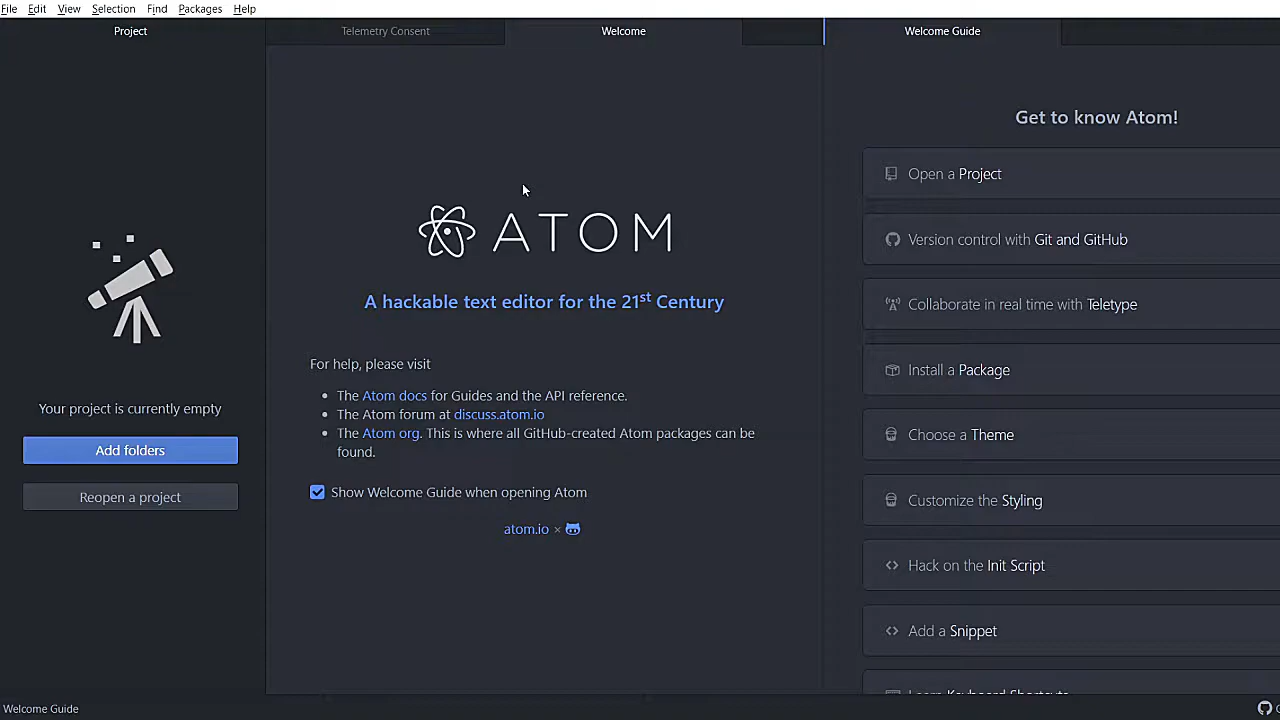 File Edit View Selection Find Packages Help
Project
Telemetry Consent
Welcome
Welcome Guide
Your project is currently empty
Add folders
Reopen a project
ATOM
A hackable text editor for the 21st Century
For help, please visit
The Atom docs for Guides and the API reference.
The Atom forum at discuss.atom.io
The Atom org. This is where all GitHub-created Atom packages can be
found.
Show Welcome Guide when opening Atom
atom.io ×
Get to know Atom!
Open a Project
Version control with Git and GitHub
Collaborate in real time with Teletype
Install a Package
Choose a Theme
Customize the Styling
Hack on the Init Script
Add a Snippet
Learn Keyboard Shortcuts
Welcome Guide